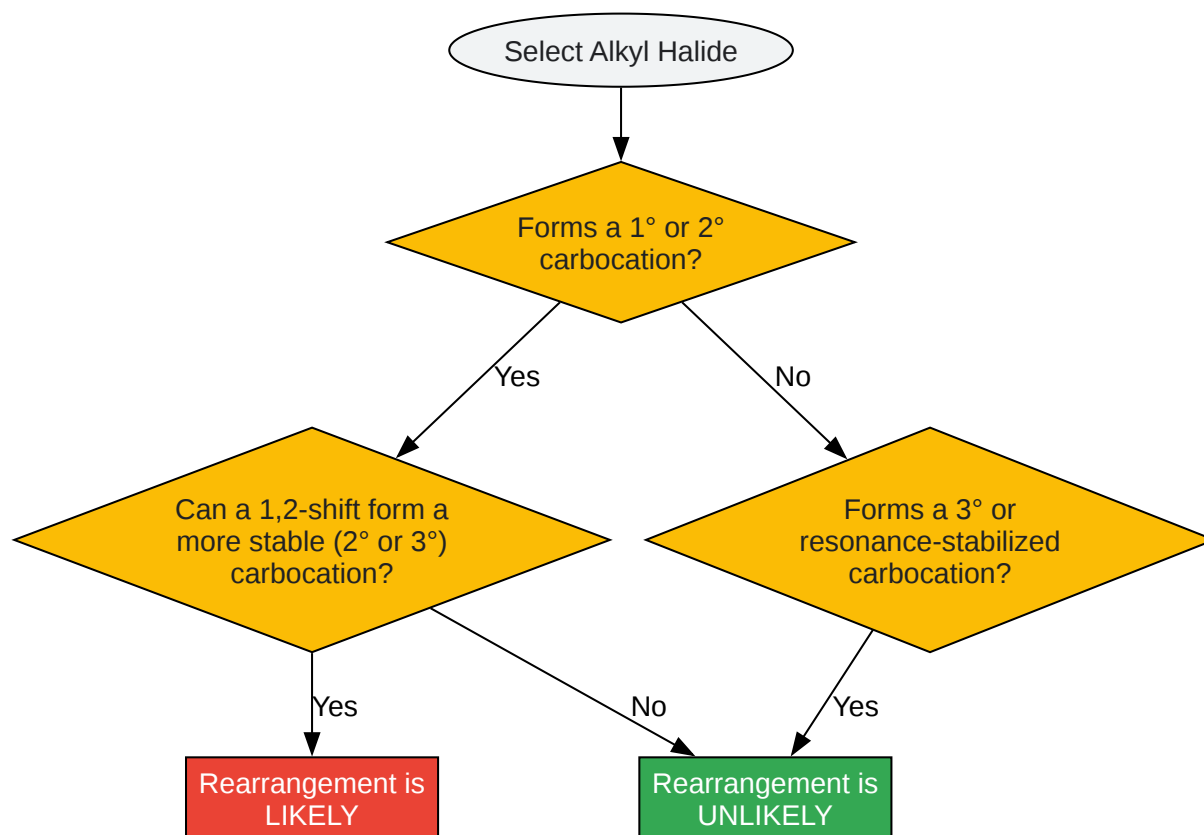 Select Alkyl Halide
Forms a 1° or 2°
carbocation?
Yes
No
Can a 1,2-shift form a
more stable (2° or 3°)
carbocation?
Forms a 3° or
resonance-stabilized
carbocation?
Yes
No
Yes
Rearrangement is
LIKELY
Rearrangement is
UNLIKELY